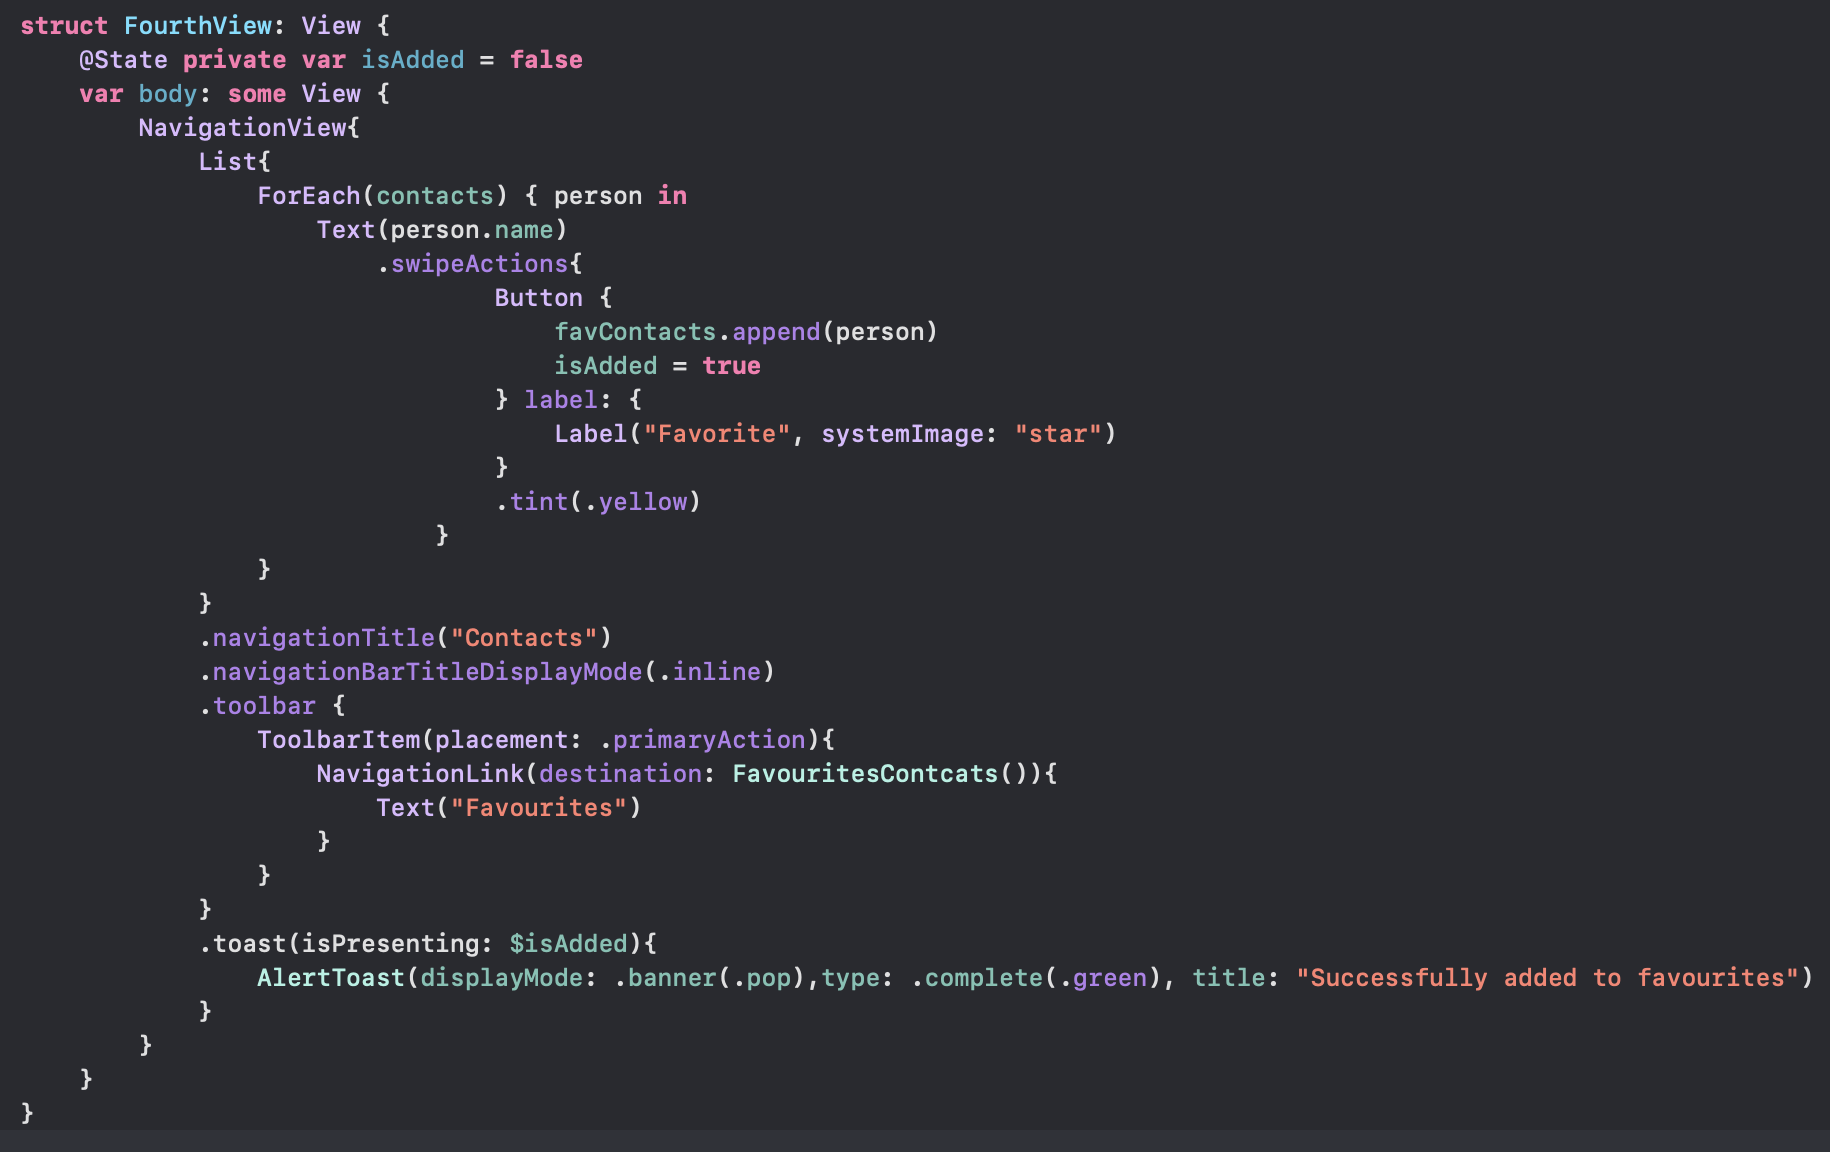 struct FourthView: View {
    @State private var isAdded = false
    var body: some View {
        NavigationView{
            List{
                ForEach(contacts) { person in
                    Text(person.name)
                        .swipeActions{
                                Button {
                                    favContacts.append(person)
                                    isAdded = true
                                } label: {
                                    Label("Favorite", systemImage: "star")
                                }
                                .tint(.yellow)
                            }
                }
            }
            .navigationTitle("Contacts")
            .navigationBarTitleDisplayMode(.inline)
            .toolbar {
                ToolbarItem(placement: .primaryAction){
                    NavigationLink(destination: FavouritesContcats()){
                        Text("Favourites")
                    }
                }
            }
            .toast(isPresenting: $isAdded){
                AlertToast(displayMode: .banner(.pop),type: .complete(.green), title: "Successfully added to favourites")
            }
        }
    }
}